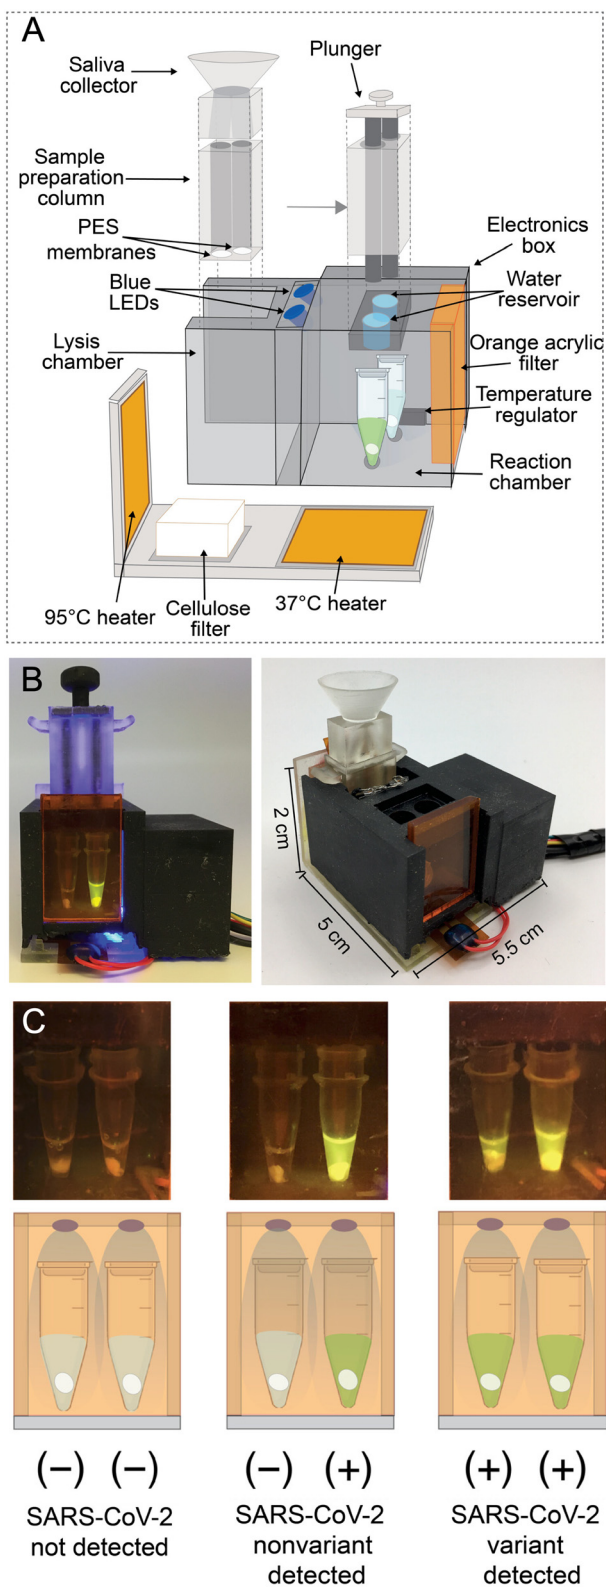 A
Saliva
collector
Plunger
Sample
preparation
column
PES
membranes
Electronics
box
Blue
LEDs
Water
reservoir
Lysis
chamber
Orange acrylic
filter
Temperature
regulator
Reaction
chamber
95°C heater
Cellulose
filter
37°C heater
B
2 cm
5 cm
5.5 cm
C
(−) (−)
SARS-CoV-2
not detected
(−) (+)
SARS-CoV-2
nonvariant
detected
(+) (+)
SARS-CoV-2
variant
detected